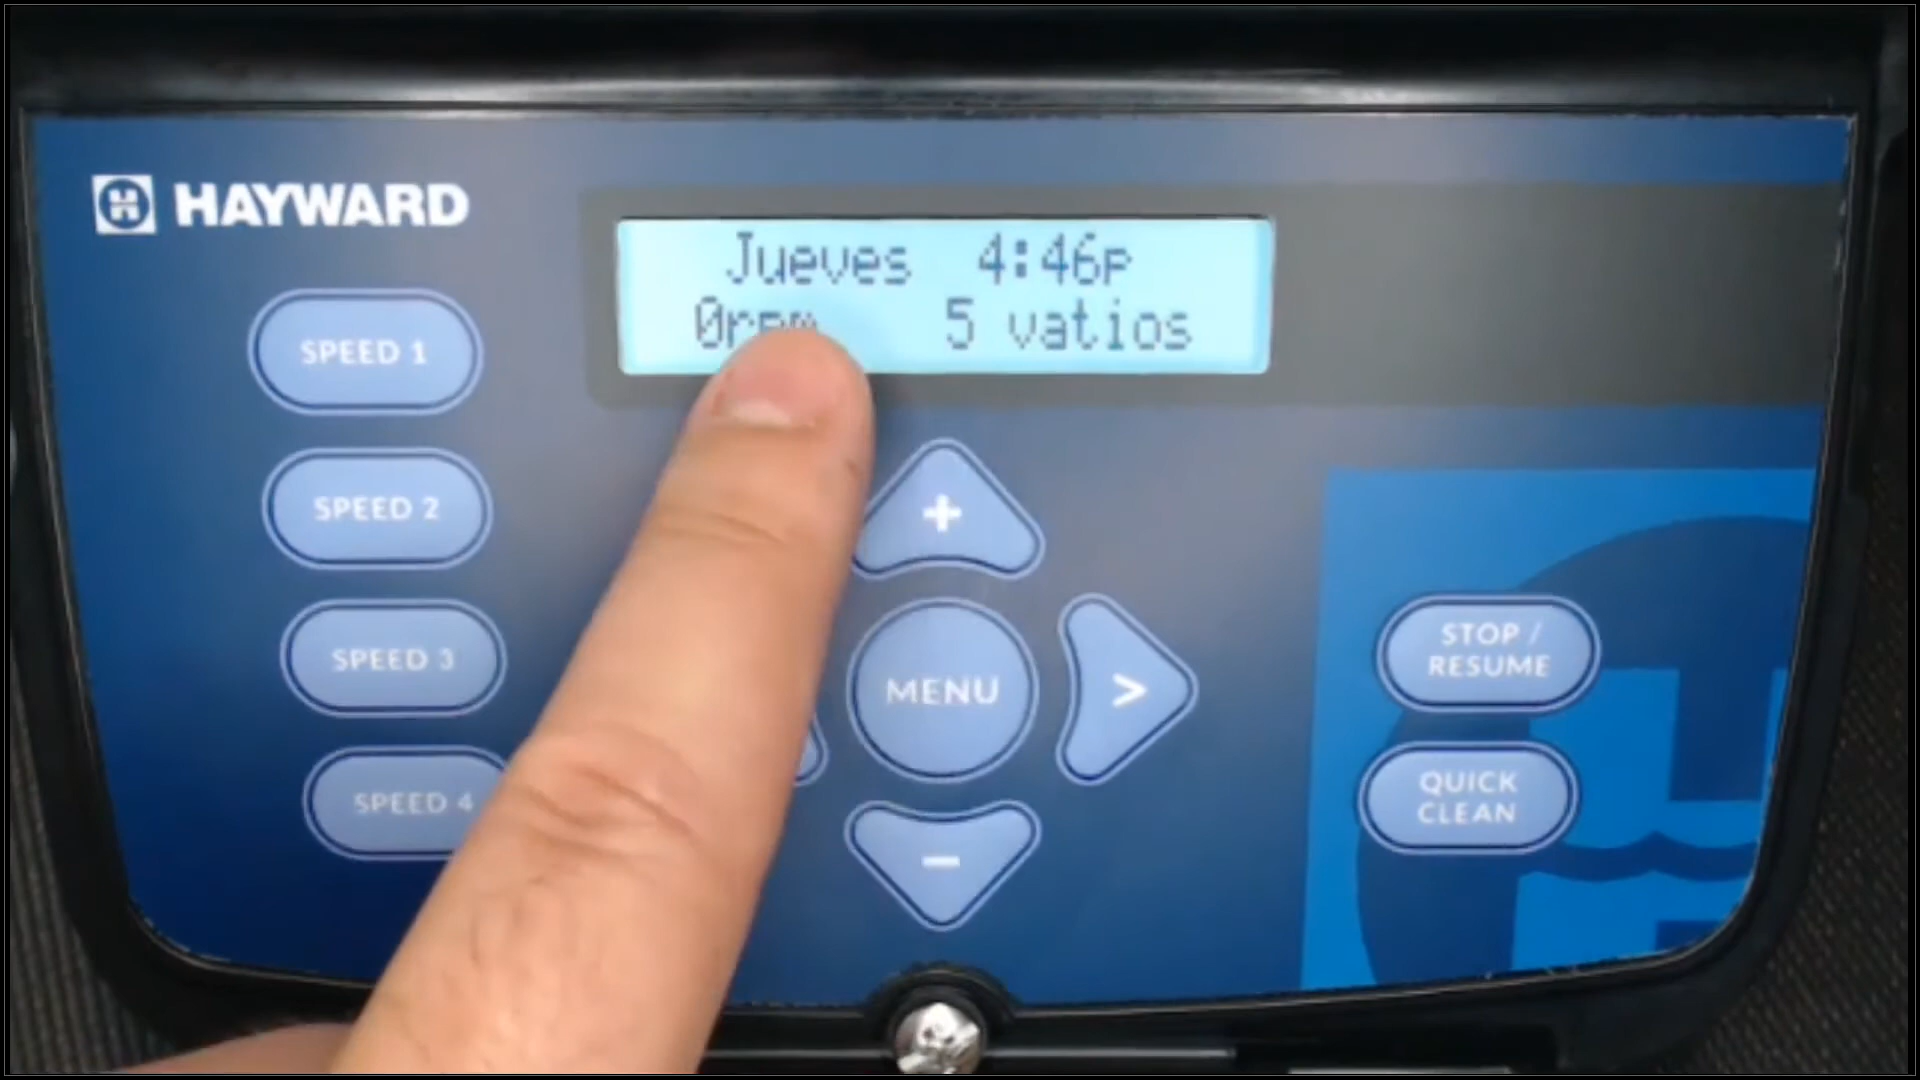 HAYWARD
Jueves 4:46p
0rpm 5 vatios
SPEED 1
SPEED 2
SPEED 3
SPEED 4
+
MENU
>
−
STOP /
RESUME
QUICK
CLEAN